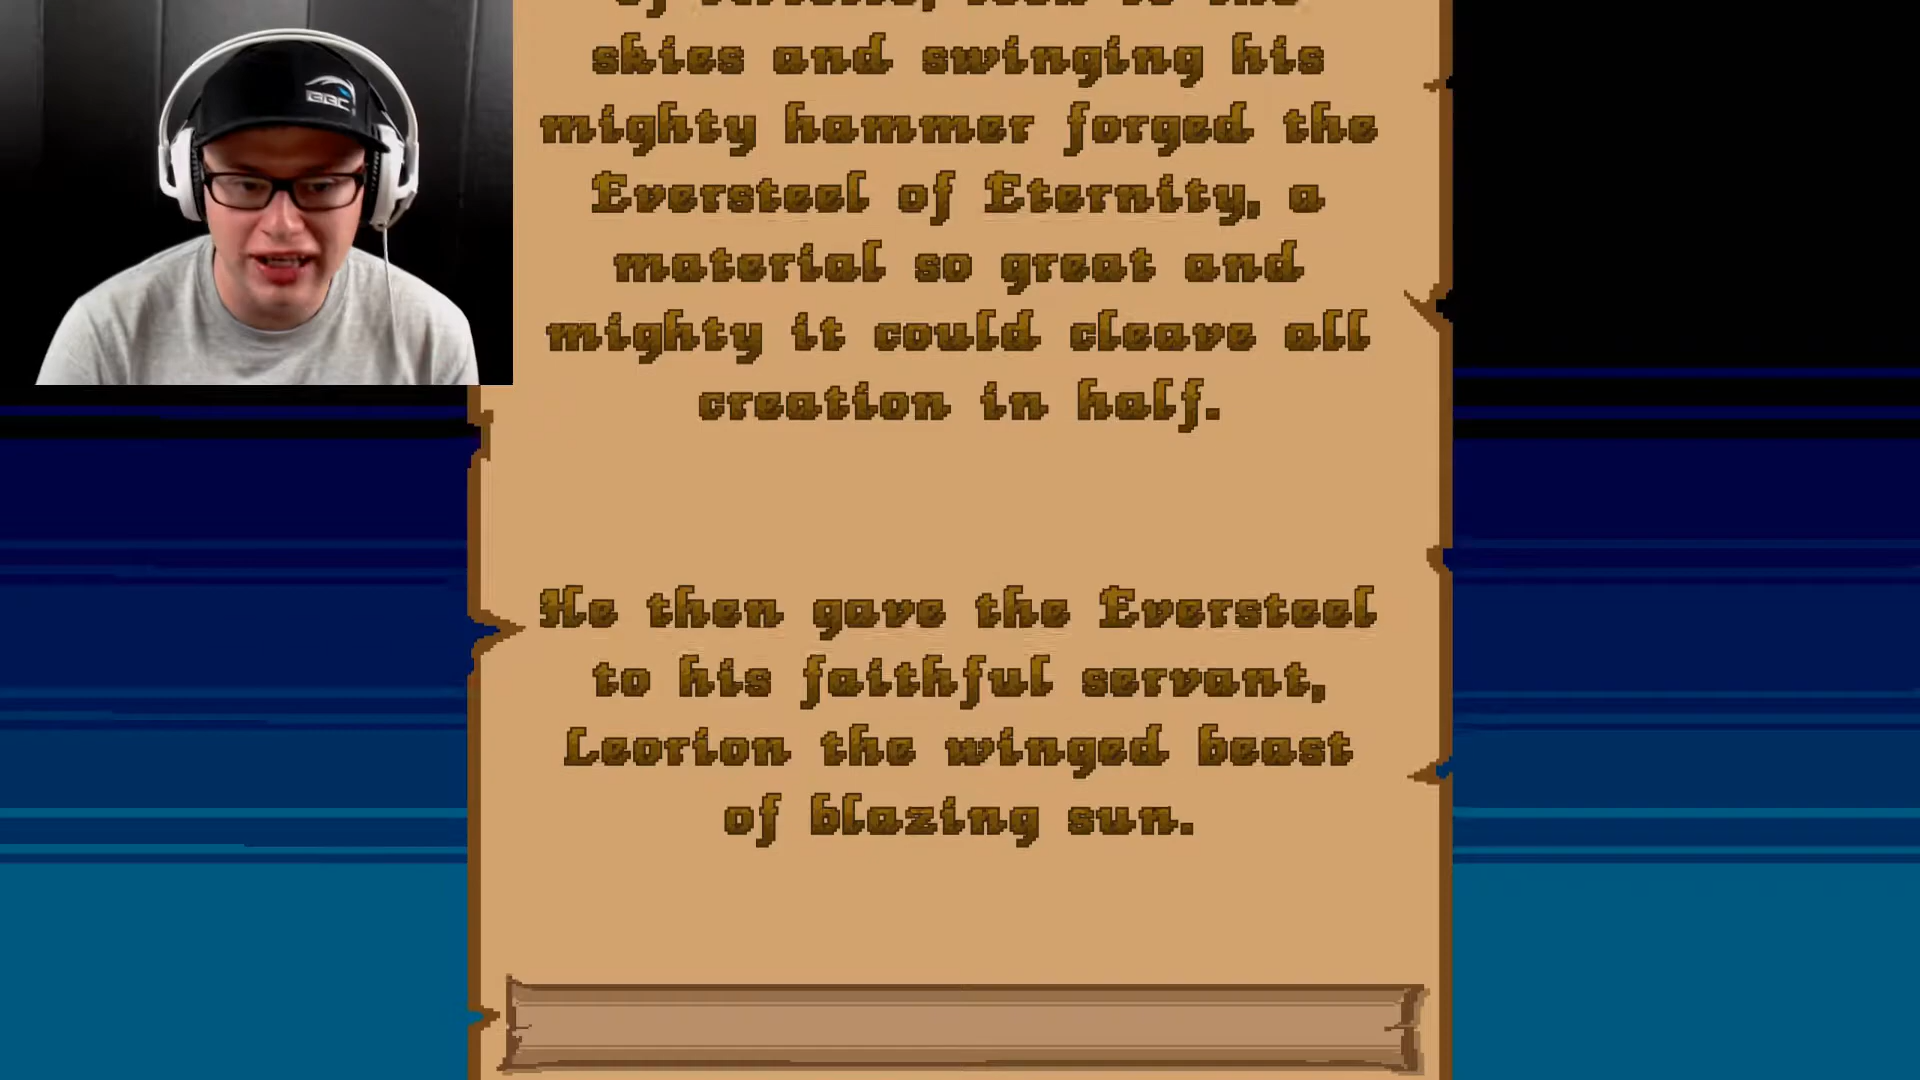 skies and swinging his
mighty hammer forged the
Eversteel of Eternity, a
material so great and
mighty it could cleave all
creation in half.
He then gave the Eversteel
to his faithful servant,
Leorion the winged beast
of blazing sun.